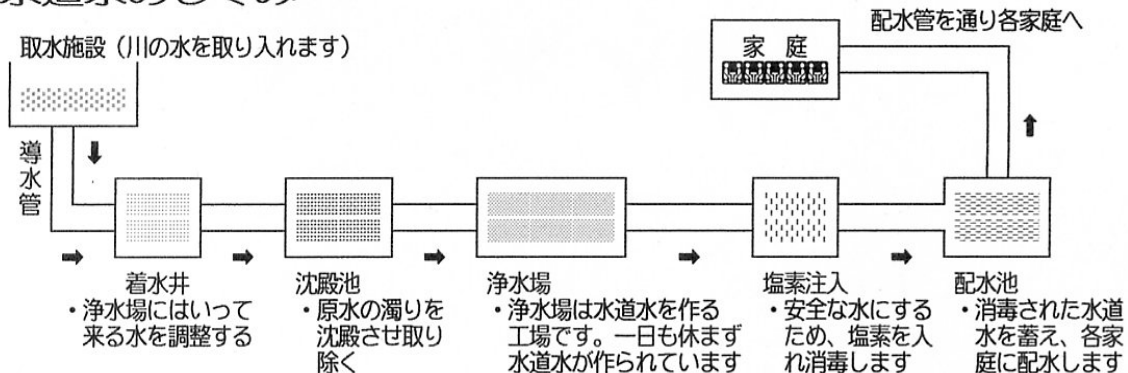 取水施設（川の水を取り入れます）
配水管を通り各家庭へ
家 庭
導水管
着水井
・浄水場にはいって
来る水を調整する
沈殿池
・原水の濁りを
沈殿させ取り
除く
浄水場
・浄水場は水道水を作る
工場です。一日も休まず
水道水が作られています
塩素注入
・安全な水にする
ため、塩素を入
れ消毒します
配水池
・消毒された水道
水を蓄え、各家
庭に配水します